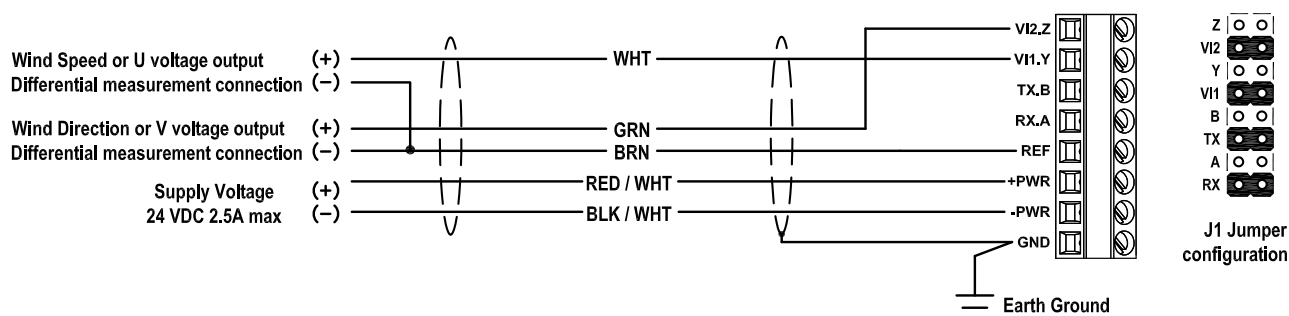 Wind Speed or U voltage output (+) WHT VI1.Y
Differential measurement connection (−)
Wind Direction or V voltage output (+) GRN VI2.Z
Differential measurement connection (−) BRN REF
Supply Voltage (+) RED / WHT +PWR
24 VDC 2.5A max (−) BLK / WHT -PWR
TX.B
RX.A
GND
Earth Ground
Z
VI2
Y
VI1
B
TX
A
RX
J1 Jumper
configuration